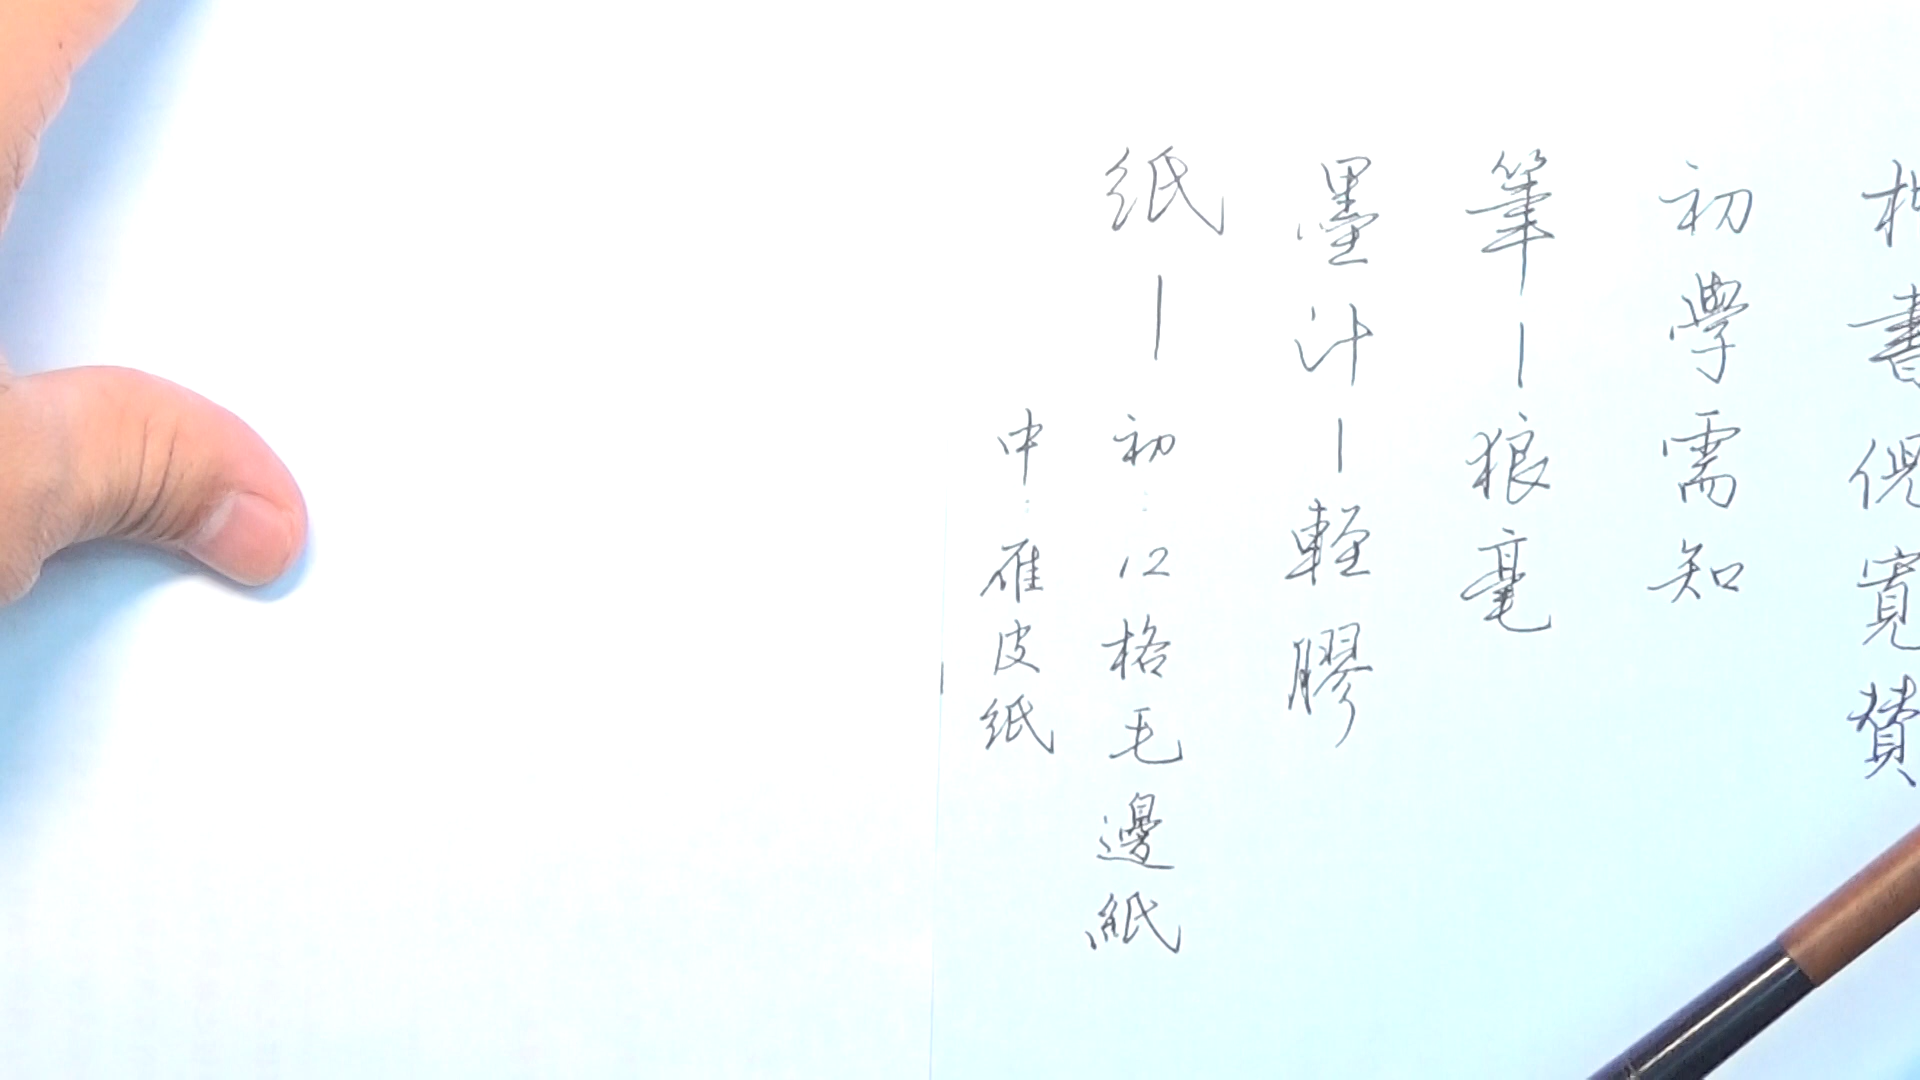 楷書倪寬贊
初學需知
筆－狼毫
墨汁－輕膠
紙－初：12格毛邊紙
中：雁皮紙